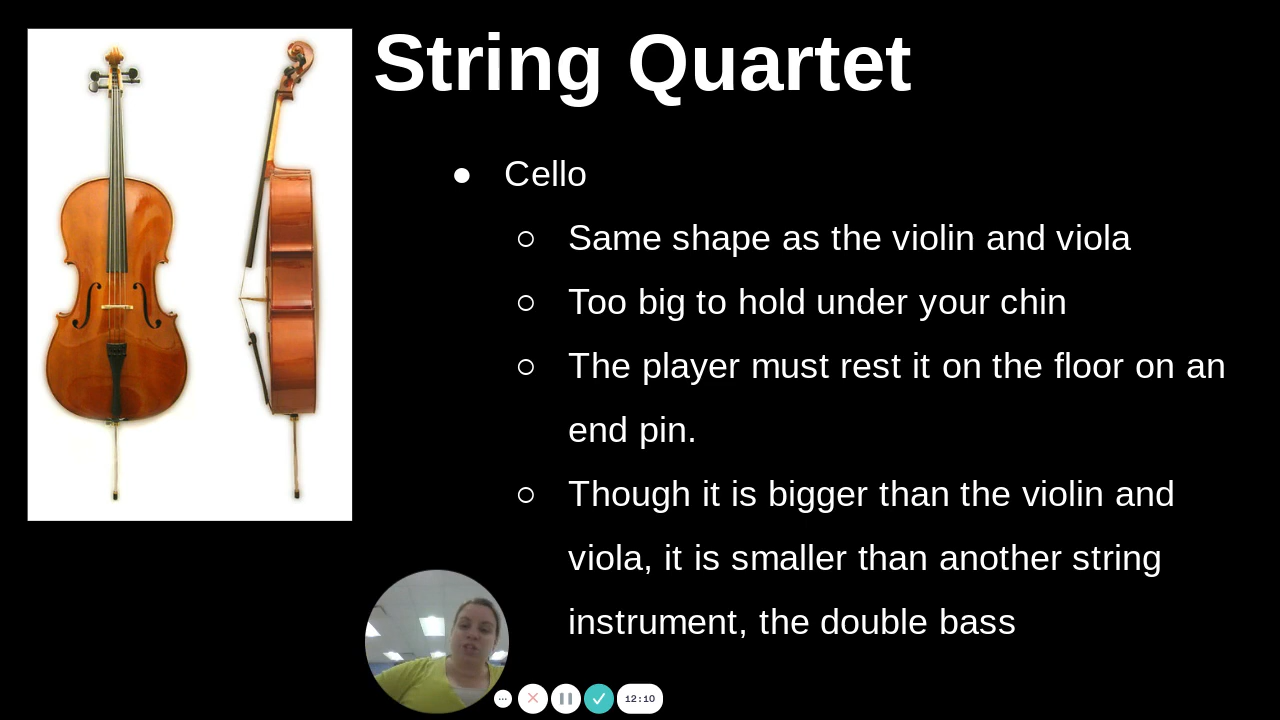 String Quartet
Cello
Same shape as the violin and viola
Too big to hold under your chin
The player must rest it on the floor on an
end pin.
Though it is bigger than the violin and
viola, it is smaller than another string
instrument, the double bass
12:10